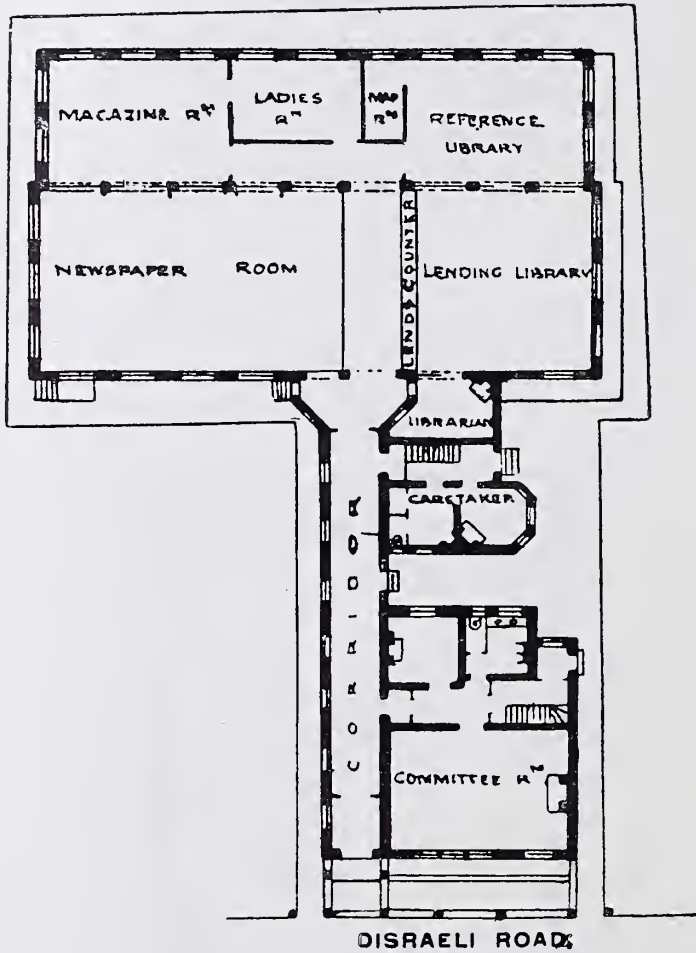 MAGAZINE Rᴹ
LADIES
Rᴹ
MAP
Rᴹ
REFERENCE
LIBRARY
NEWSPAPER ROOM
LENDS COUNTER
LENDING LIBRARY
LIBRARIAN
CARETAKER
CORRIDOR
COMMITTEE Rᴹ
DISRAELI ROAD